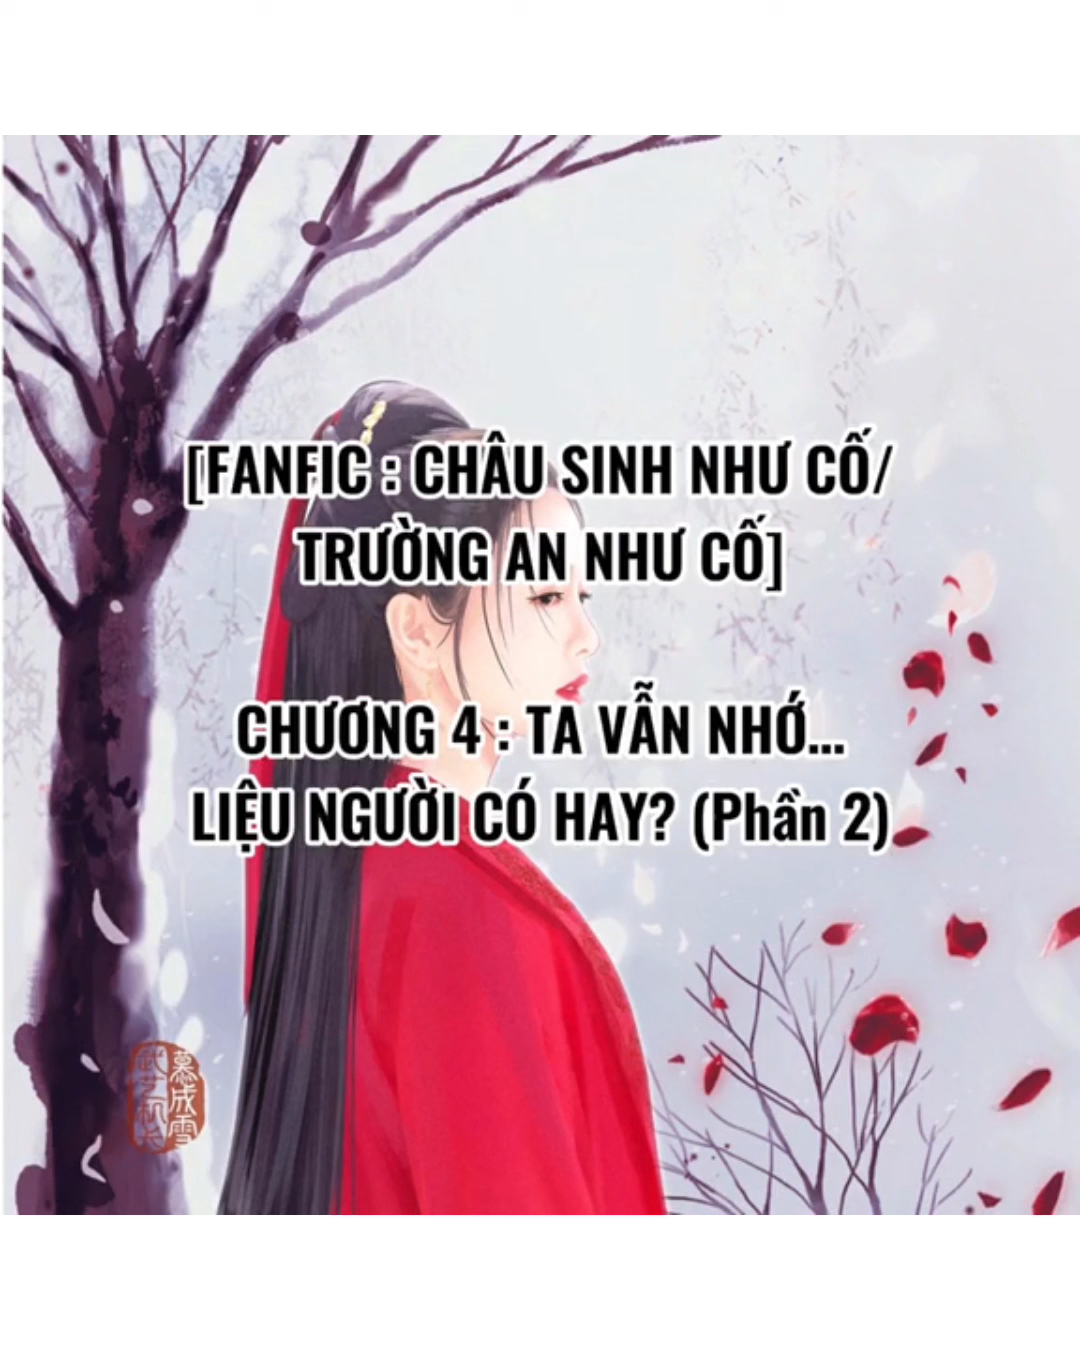 [FANFIC : CHÂU SINH NHƯ CỐ/
TRƯỜNG AN NHƯ CỐ]
CHƯƠNG 4 : TA VẪN NHỚ...
LIỆU NGƯỜI CÓ HAY? (Phần 2)